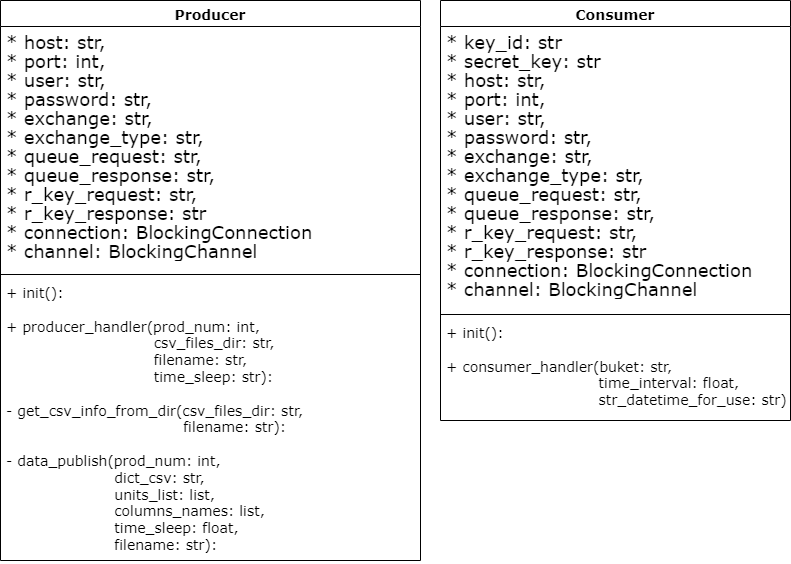 Producer
* host: str,
* port: int,
* user: str,
* password: str,
* exchange: str,
* exchange_type: str,
* queue_request: str,
* queue_response: str,
* r_key_request: str,
* r_key_response: str
* connection: BlockingConnection
* channel: BlockingChannel
+ init():
+ producer_handler(prod_num: int,
csv_files_dir: str,
filename: str,
time_sleep: str):
- get_csv_info_from_dir(csv_files_dir: str,
filename: str):
- data_publish(prod_num: int,
dict_csv: str,
units_list: list,
columns_names: list,
time_sleep: float,
filename: str):
Consumer
* key_id: str
* secret_key: str
* host: str,
* port: int,
* user: str,
* password: str,
* exchange: str,
* exchange_type: str,
* queue_request: str,
* queue_response: str,
* r_key_request: str,
* r_key_response: str
* connection: BlockingConnection
* channel: BlockingChannel
+ init():
+ consumer_handler(buket: str,
time_interval: float,
str_datetime_for_use: str)